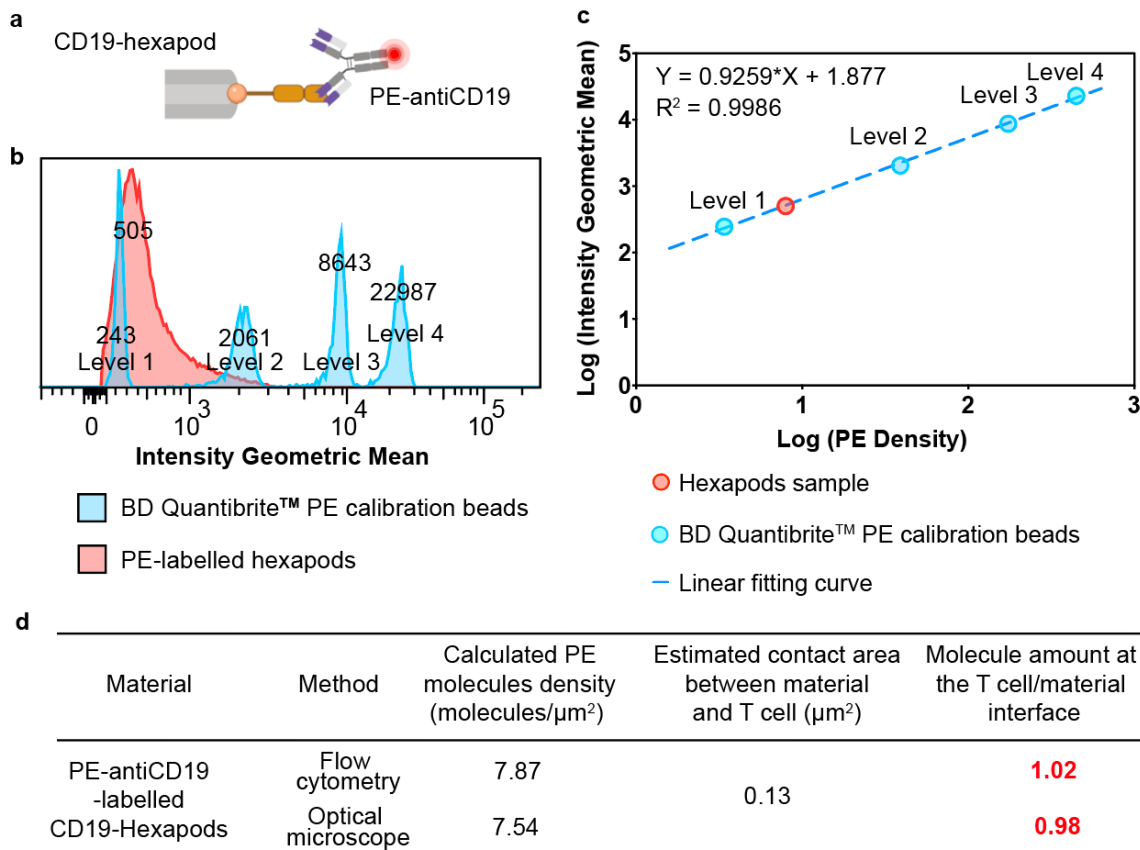 a
CD19-hexapod
PE-antiCD19
b
505
243
Level 1
2061
Level 2
8643
Level 3
22987
Level 4
0
10³
10⁴
10⁵
Intensity Geometric Mean
BD Quantibrite™ PE calibration beads
PE-labelled hexapods
c
Y = 0.9259*X + 1.877
R² = 0.9986
Level 1
Level 2
Level 3
Level 4
Log (Intensity Geometric Mean)
5
4
3
2
1
0
0
1
2
3
Log (PE Density)
Hexapods sample
BD Quantibrite™ PE calibration beads
Linear fitting curve
d
Material
Method
Calculated PE
molecules density
(molecules/µm²)
Estimated contact area
between material
and T cell (µm²)
Molecule amount at
the T cell/material
interface
PE-antiCD19
-labelled
CD19-Hexapods
Flow
cytometry
7.87
0.13
1.02
Optical
microscope
7.54
0.98